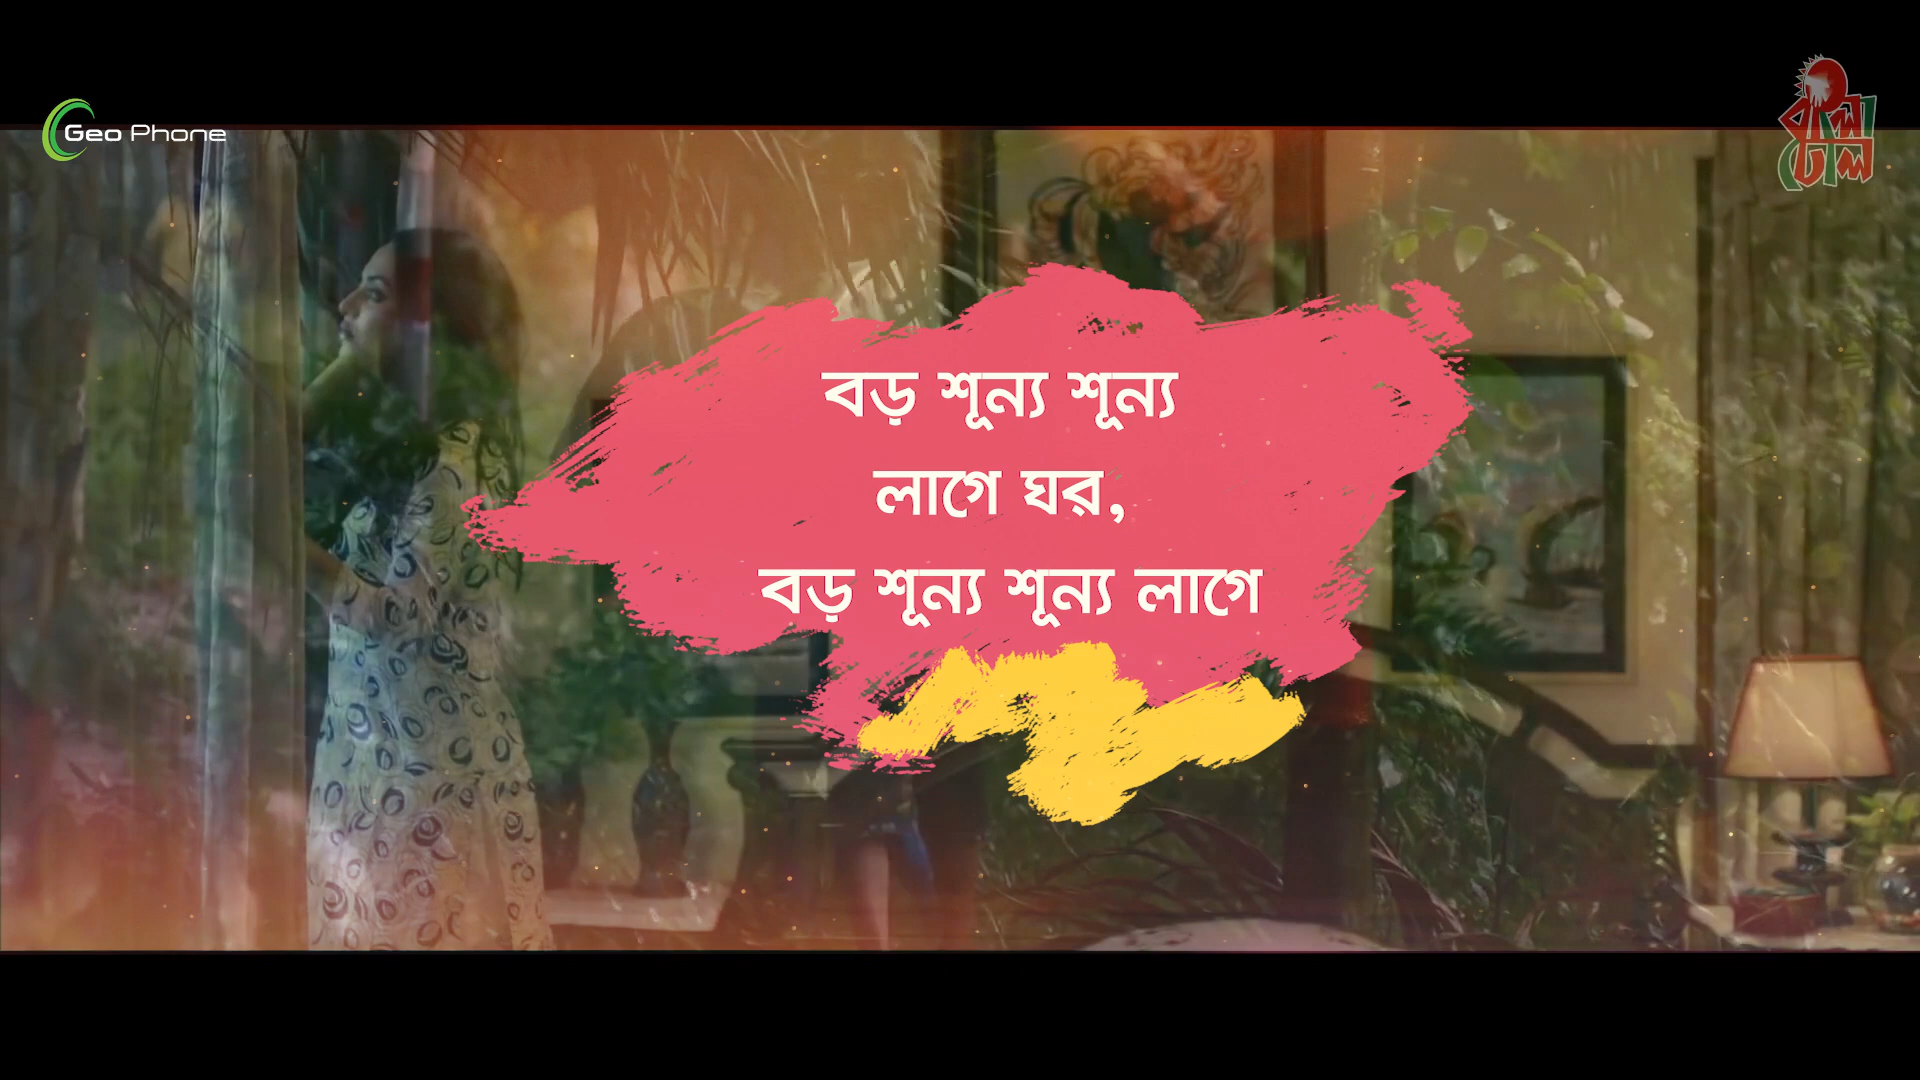 Geo Phone
বাংলা
ঢোল
বড় শূন্য শূন্য
লাগে ঘর,
বড় শূন্য শূন্য লাগে